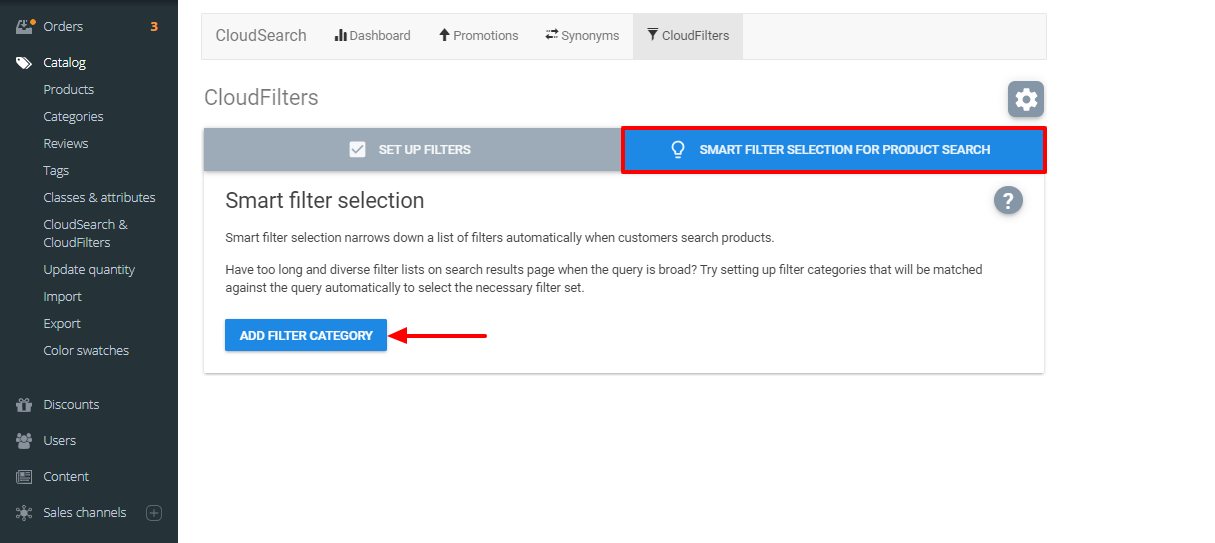 Orders 3
Catalog
Products
Categories
Reviews
Tags
Classes & attributes
CloudSearch &
CloudFilters
Update quantity
Import
Export
Color swatches
Discounts
Users
Content
Sales channels
CloudSearch Dashboard Promotions Synonyms CloudFilters
CloudFilters
SET UP FILTERS SMART FILTER SELECTION FOR PRODUCT SEARCH
Smart filter selection ?
Smart filter selection narrows down a list of filters automatically when customers search products.
Have too long and diverse filter lists on search results page when the query is broad? Try setting up filter categories that will be matched
against the query automatically to select the necessary filter set.
ADD FILTER CATEGORY